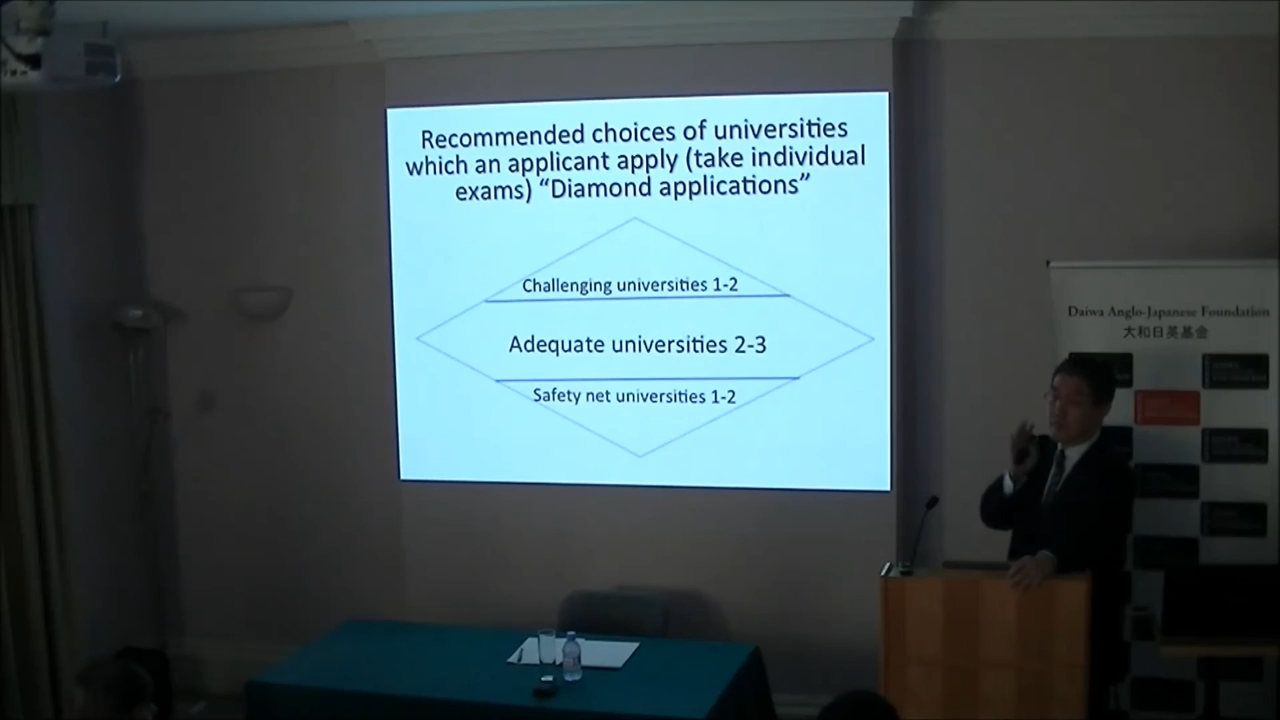 Recommended choices of universities
which an applicant apply (take individual
exams) “Diamond applications”
Challenging universities 1-2
Adequate universities 2-3
Safety net universities 1-2
Daiwa Anglo-Japanese Foundation
大和日英基金